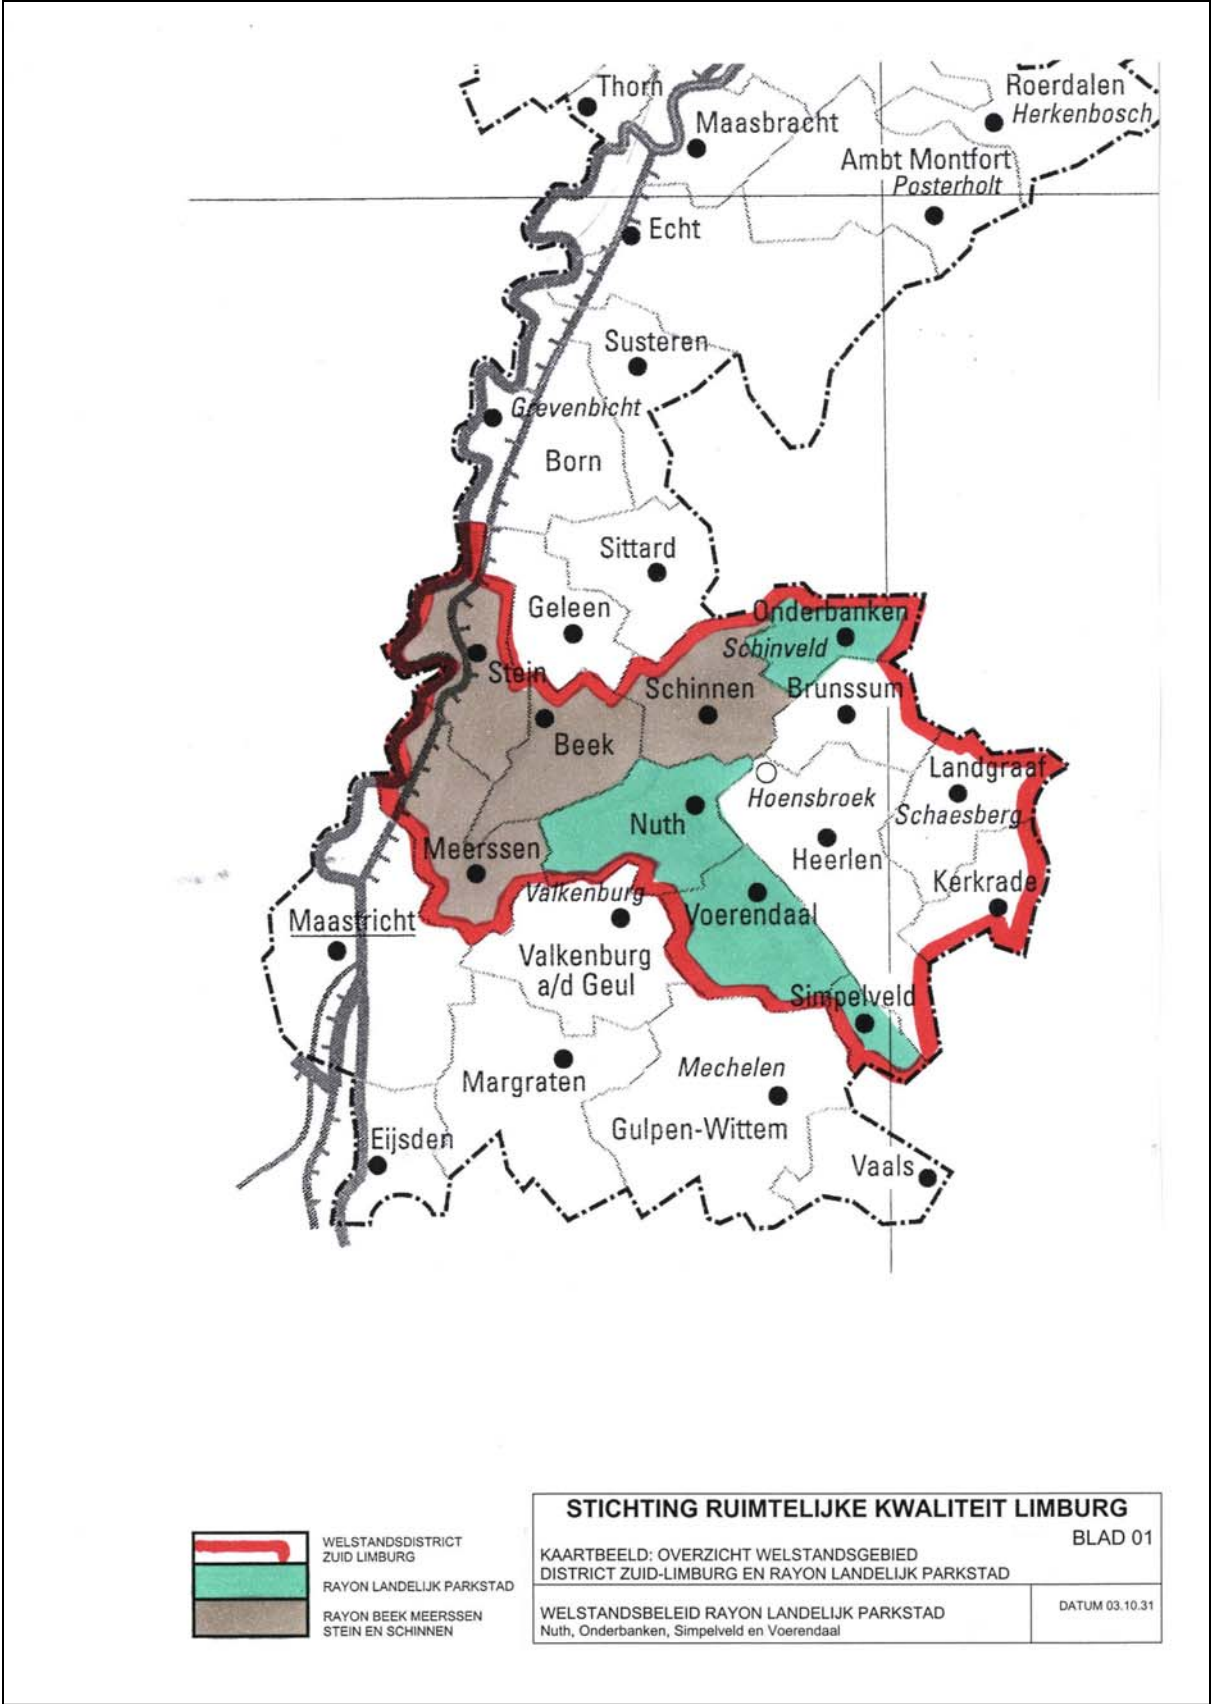 Thorn
Roerdalen
Herkenbosch
Maasbracht
Ambt Montfort
Posterholt
Echt
Susteren
Grevenbicht
Born
Sittard
Geleen
Onderbanken
Schinveld
Stein
Schinnen
Brunssum
Beek
Landgraaf
Hoensbroek
Schaesberg
Nuth
Meerssen
Heerlen
Kerkrade
Valkenburg
Maastricht
Voerendaal
Valkenburg
a/d Geul
Simpelveld
Mechelen
Margraten
Gulpen-Wittem
Eijsden
Vaals
WELSTANDSDISTRICT
ZUID LIMBURG
RAYON LANDELIJK PARKSTAD
RAYON BEEK MEERSSEN
STEIN EN SCHINNEN
STICHTING RUIMTELIJKE KWALITEIT LIMBURG
BLAD 01
KAARTBEELD: OVERZICHT WELSTANDSGEBIED
DISTRICT ZUID-LIMBURG EN RAYON LANDELIJK PARKSTAD
WELSTANDSBELEID RAYON LANDELIJK PARKSTAD
Nuth, Onderbanken, Simpelveld en Voerendaal
DATUM 03.10.31